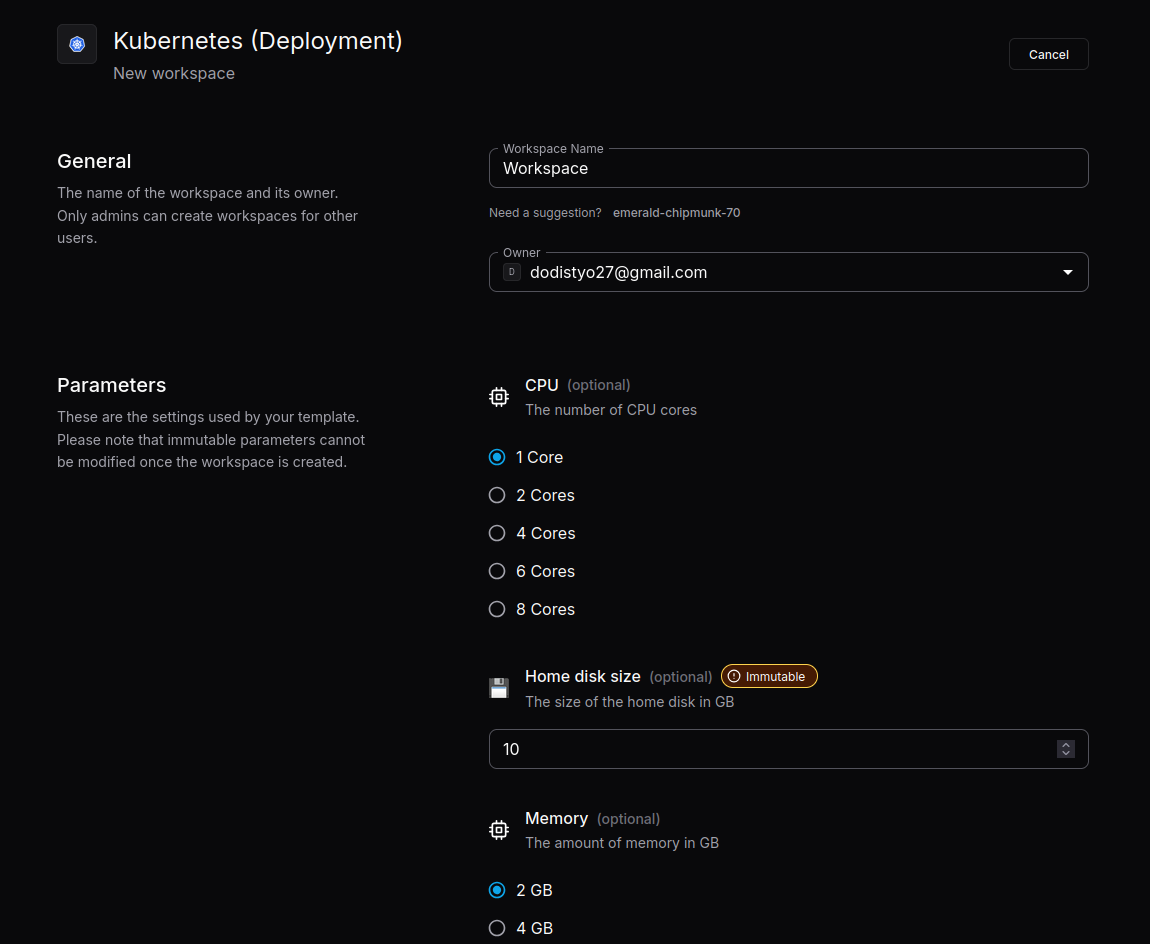 Kubernetes (Deployment)
New workspace
Cancel
General
The name of the workspace and its owner.
Only admins can create workspaces for other
users.
Workspace Name
Workspace
Need a suggestion? emerald-chipmunk-70
Owner
D dodistyo27@gmail.com
Parameters
These are the settings used by your template.
Please note that immutable parameters cannot
be modified once the workspace is created.
CPU (optional)
The number of CPU cores
1 Core
2 Cores
4 Cores
6 Cores
8 Cores
Home disk size (optional) Immutable
The size of the home disk in GB
10
Memory (optional)
The amount of memory in GB
2 GB
4 GB